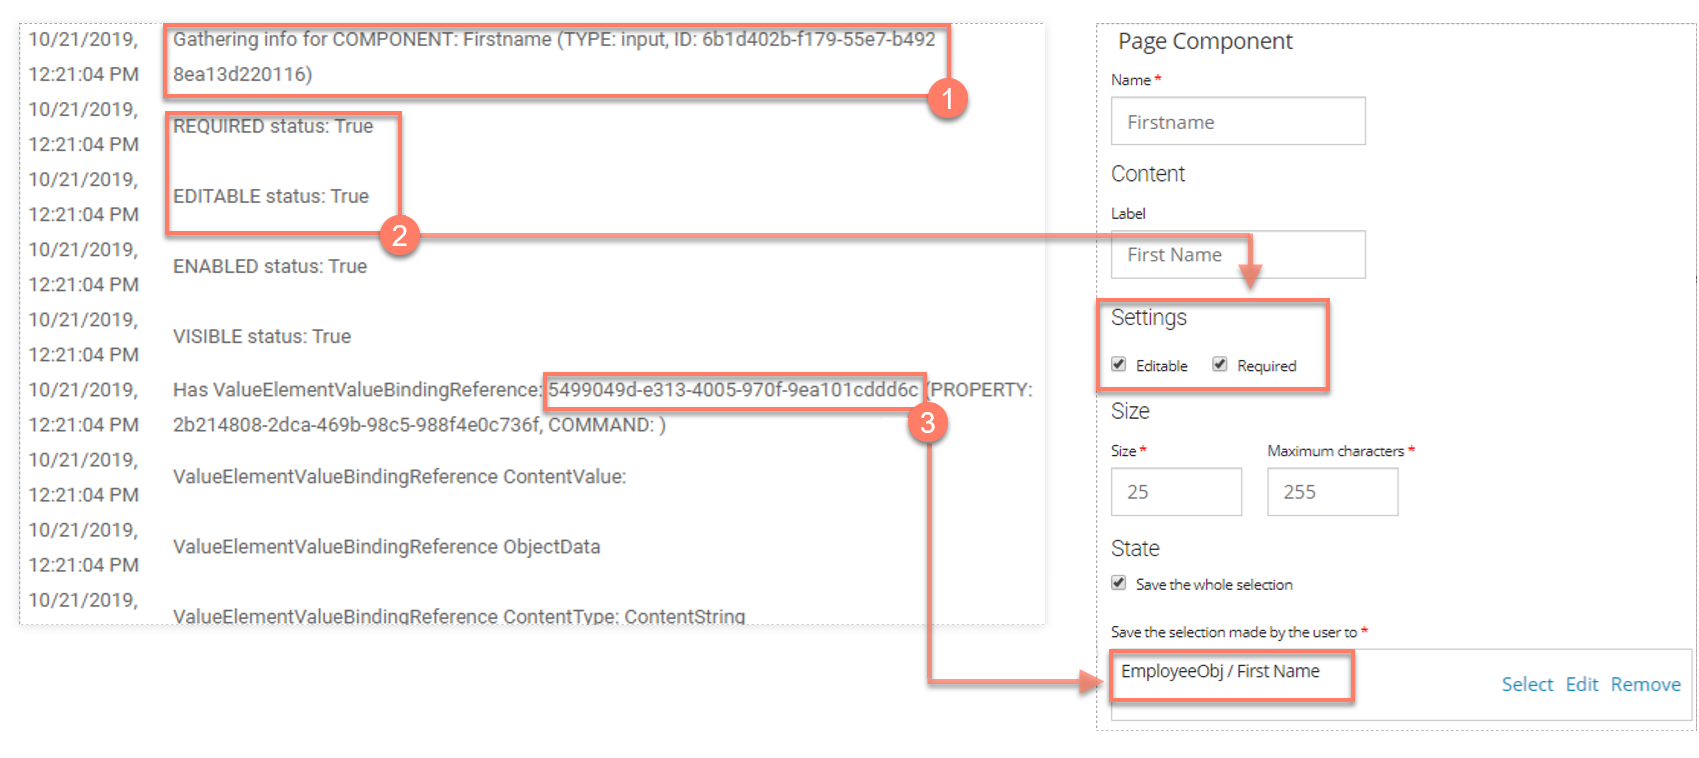 10/21/2019,
Gathering info for COMPONENT: Firstname (TYPE: input, ID: 6b1d402b-f179-55e7-b492
12:21:04 PM
8ea13d220116)
1
10/21/2019,
REQUIRED status: True
12:21:04 PM
10/21/2019,
EDITABLE status: True
12:21:04 PM
2
10/21/2019,
ENABLED status: True
12:21:04 PM
10/21/2019,
VISIBLE status: True
12:21:04 PM
10/21/2019,
Has ValueElementValueBindingReference: 5499049d-e313-4005-970f-9ea101cddd6c (PROPERTY:
12:21:04 PM
2b214808-2dca-469b-98c5-988f4e0c736f, COMMAND: )
3
10/21/2019,
ValueElementValueBindingReference ContentValue:
12:21:04 PM
10/21/2019,
ValueElementValueBindingReference ObjectData
12:21:04 PM
10/21/2019,
ValueElementValueBindingReference ContentType: ContentString
Page Component
Name *
Firstname
Content
Label
First Name
Settings
Editable Required
Size
Size * Maximum characters *
25 255
State
Save the whole selection
Save the selection made by the user to *
EmployeeObj / First Name
Select Edit Remove